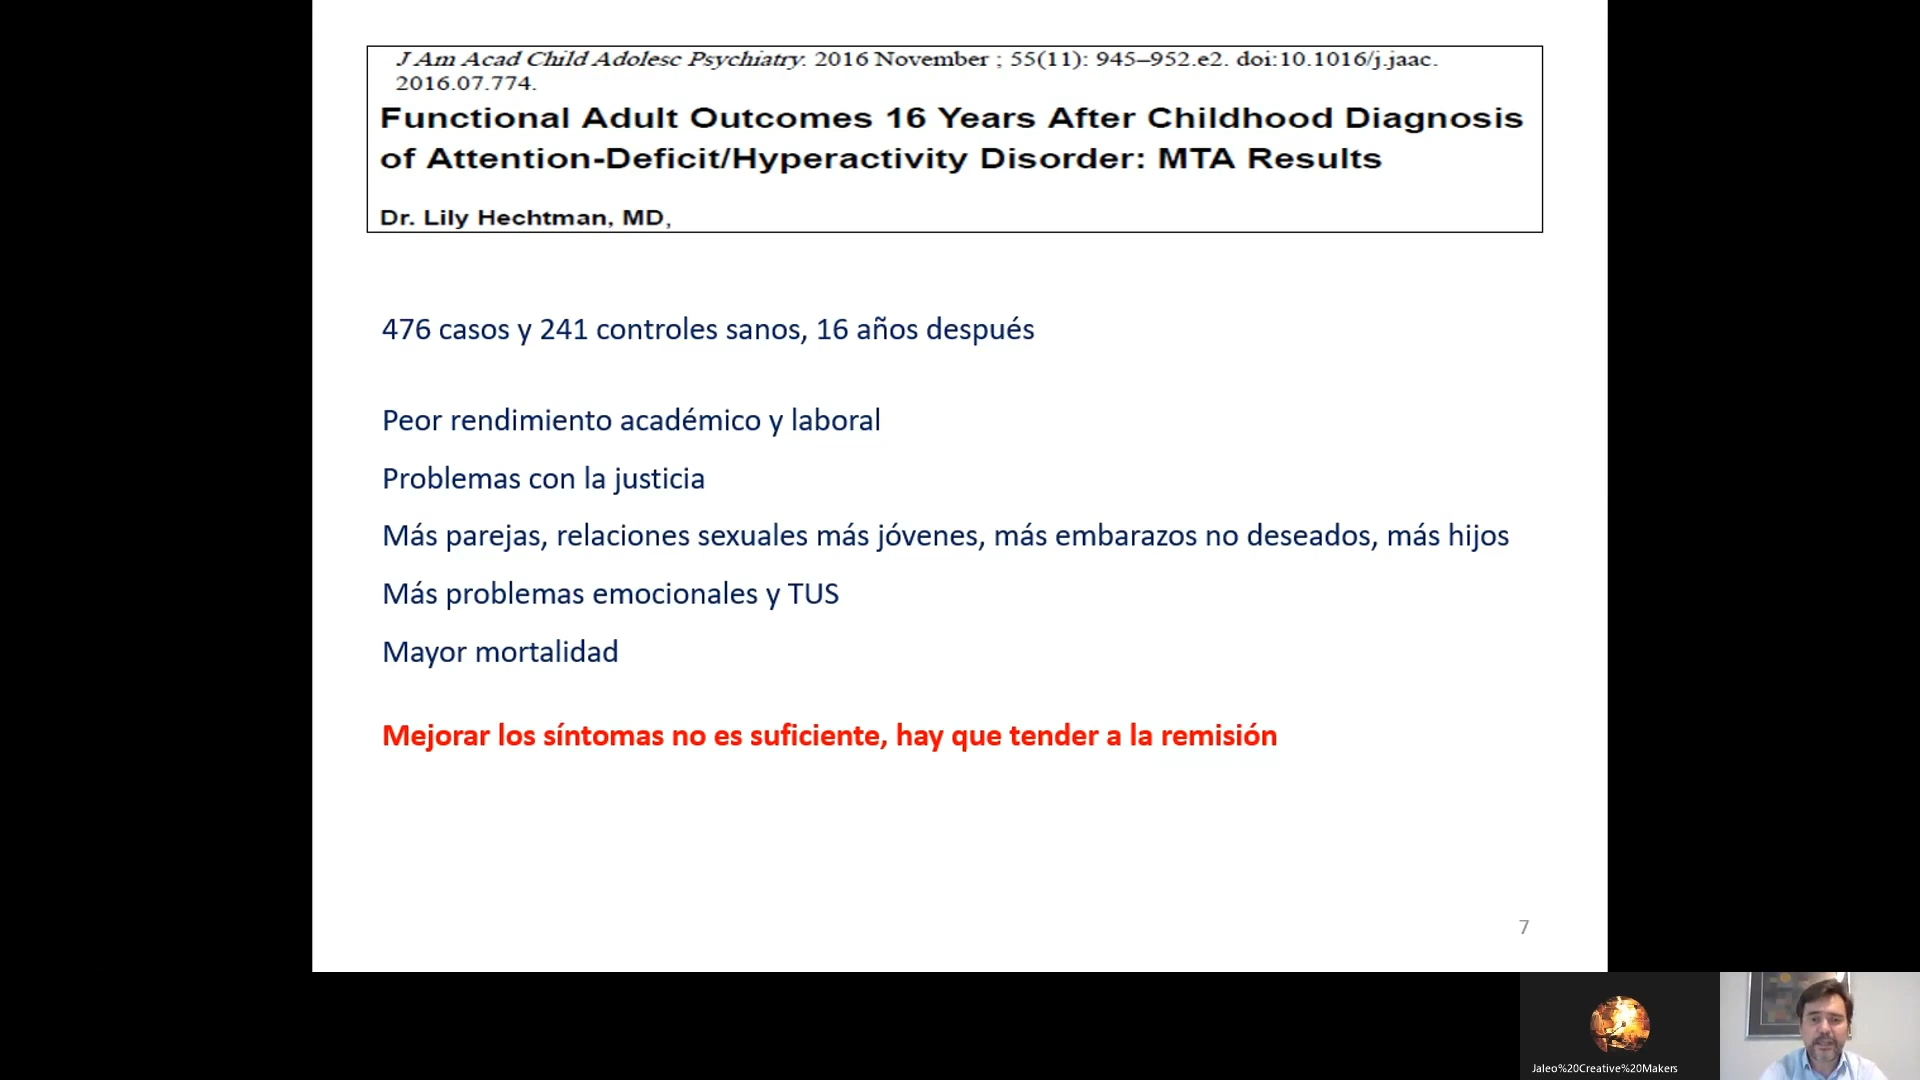 J Am Acad Child Adolesc Psychiatry. 2016 November ; 55(11): 945–952.e2. doi:10.1016/j.jaac.
2016.07.774.
Functional Adult Outcomes 16 Years After Childhood Diagnosis
of Attention-Deficit/Hyperactivity Disorder: MTA Results
Dr. Lily Hechtman, MD,
476 casos y 241 controles sanos, 16 años después
Peor rendimiento académico y laboral
Problemas con la justicia
Más parejas, relaciones sexuales más jóvenes, más embarazos no deseados, más hijos
Más problemas emocionales y TUS
Mayor mortalidad
Mejorar los síntomas no es suficiente, hay que tender a la remisión
7
Jaleo%20Creative%20Makers